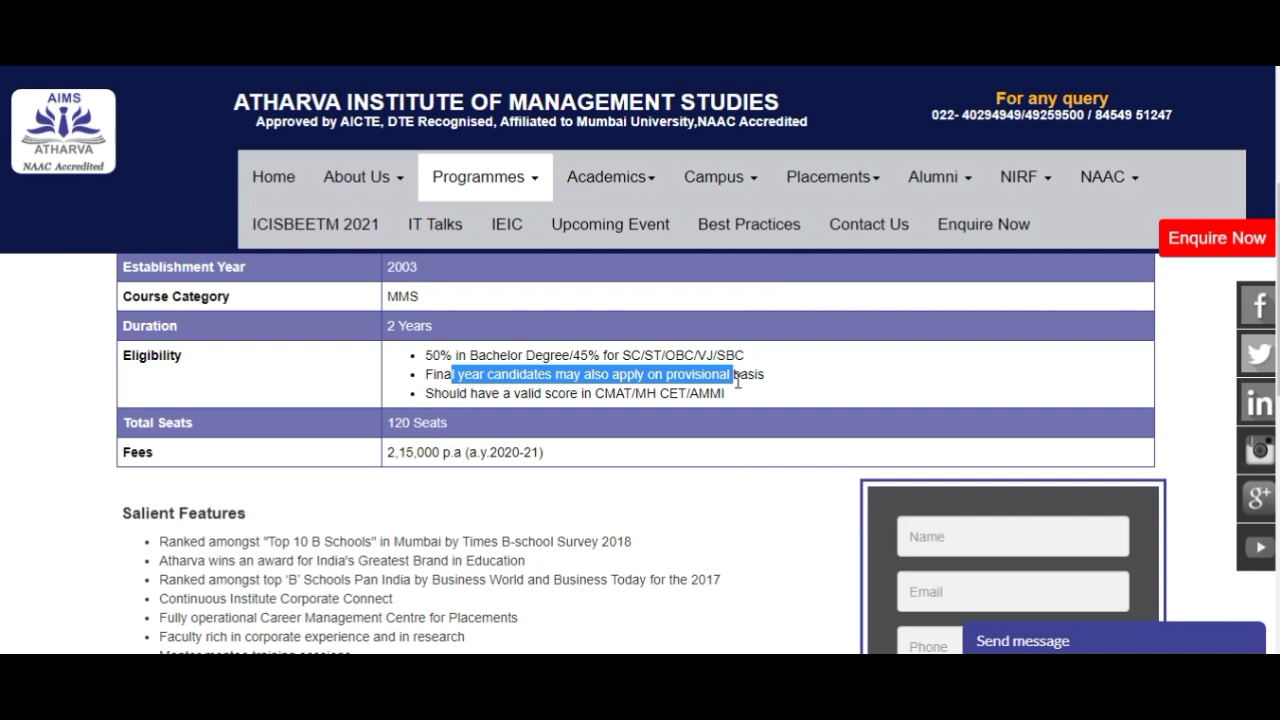 AIMS
ATHARVA
NAAC Accredited
ATHARVA INSTITUTE OF MANAGEMENT STUDIES
Approved by AICTE, DTE Recognised, Affiliated to Mumbai University,NAAC Accredited
For any query
022- 40294949/49259500 / 84549 51247
Home About Us Programmes Academics Campus Placements Alumni NIRF NAAC
ICISBEETM 2021 IT Talks IEIC Upcoming Event Best Practices Contact Us Enquire Now
Enquire Now
Establishment Year 2003
Course Category MMS
Duration 2 Years
Eligibility
• 50% in Bachelor Degree/45% for SC/ST/OBC/VJ/SBC
• Final year candidates may also apply on provisional basis
• Should have a valid score in CMAT/MH CET/AMMI
Total Seats 120 Seats
Fees 2,15,000 p.a (a.y.2020-21)
Salient Features
• Ranked amongst "Top 10 B Schools" in Mumbai by Times B-school Survey 2018
• Atharva wins an award for India's Greatest Brand in Education
• Ranked amongst top ‘B’ Schools Pan India by Business World and Business Today for the 2017
• Continuous Institute Corporate Connect
• Fully operational Career Management Centre for Placements
• Faculty rich in corporate experience and in research
Name
Email
Phone
Send message